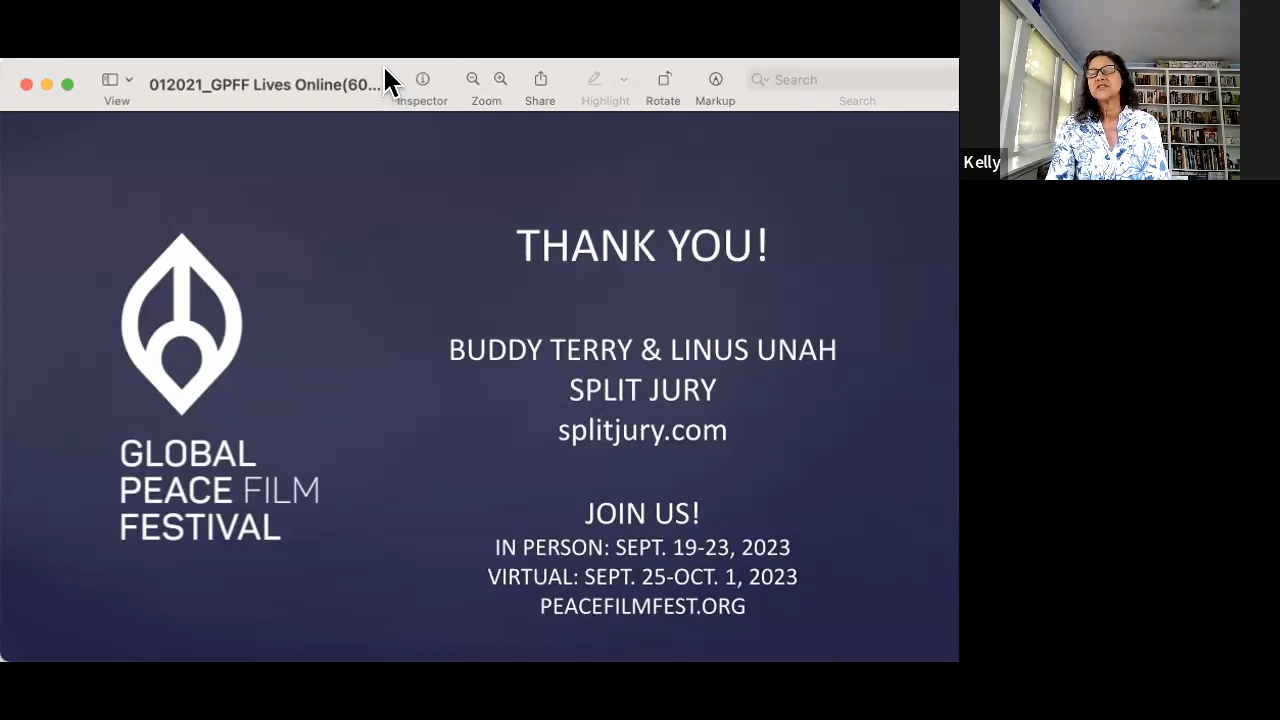 012021_GPFF Lives Online(60...
View
Inspector
Zoom
Share
Highlight
Rotate
Markup
Search
Search
Kelly
THANK YOU!
BUDDY TERRY & LINUS UNAH
SPLIT JURY
splitjury.com
GLOBAL
PEACE FILM
FESTIVAL
JOIN US!
IN PERSON: SEPT. 19-23, 2023
VIRTUAL: SEPT. 25-OCT. 1, 2023
PEACEFILMFEST.ORG